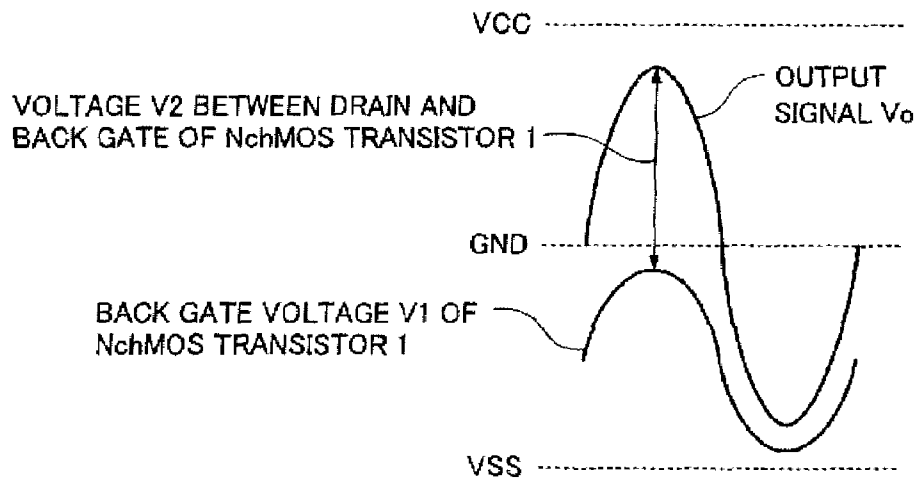 VCC
OUTPUT
SIGNAL Vo
VOLTAGE V2 BETWEEN DRAIN AND
BACK GATE OF NchMOS TRANSISTOR 1
GND
BACK GATE VOLTAGE V1 OF
NchMOS TRANSISTOR 1
VSS